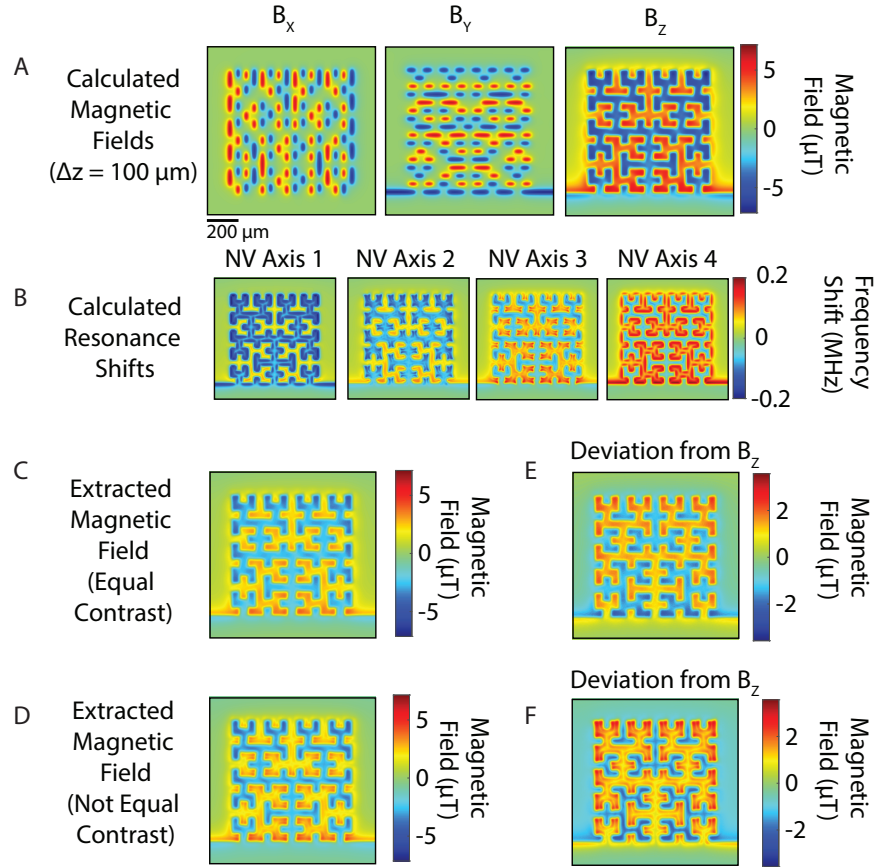 B_X B_Y B_Z
A
Calculated
Magnetic
Fields
(Δz = 100 μm)
5
0
-5
Magnetic
Field (μT)
200 μm
B
Calculated
Resonance
Shifts
NV Axis 1 NV Axis 2 NV Axis 3 NV Axis 4
0.2
0
-0.2
Frequency
Shift (MHz)
C
Extracted
Magnetic
Field
(Equal
Contrast)
5
0
-5
Magnetic
Field (μT)
E
Deviation from B_Z
2
0
-2
Magnetic
Field (μT)
D
Extracted
Magnetic
Field
(Not Equal
Contrast)
5
0
-5
Magnetic
Field (μT)
F
Deviation from B_Z
2
0
-2
Magnetic
Field (μT)